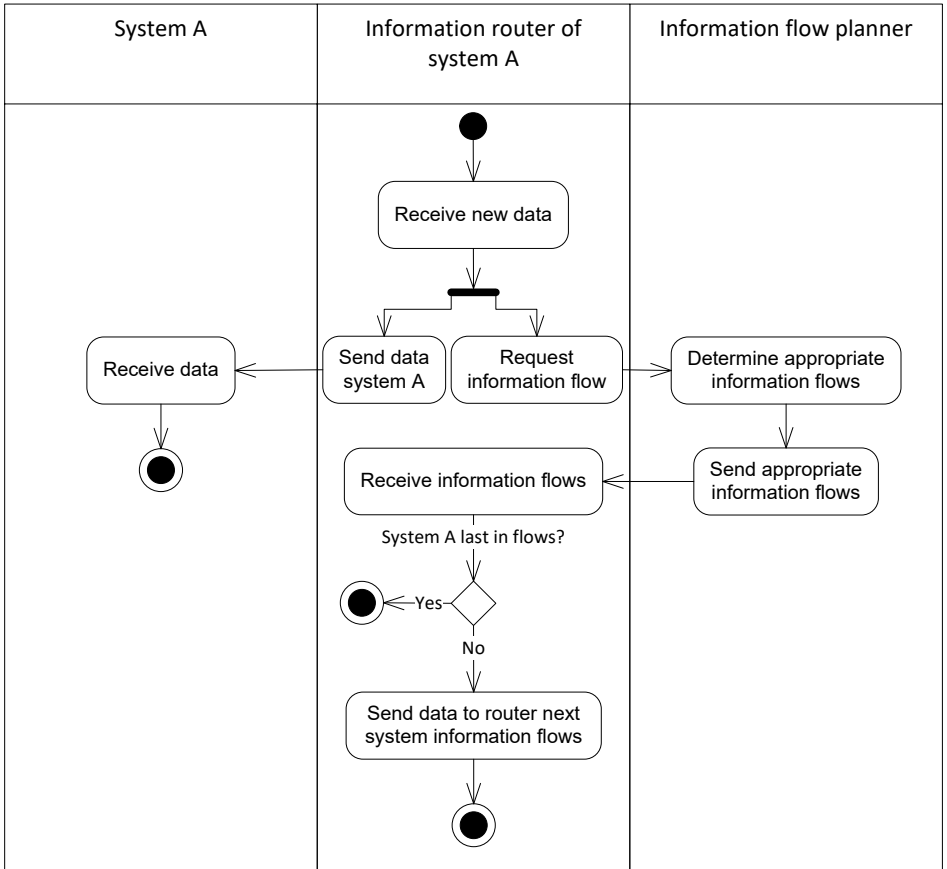 System A
Information router of
system A
Information flow planner
Receive new data
Receive data
Send data
system A
Request
information flow
Determine appropriate
information flows
Receive information flows
Send appropriate
information flows
System A last in flows?
Yes
No
Send data to router next
system information flows